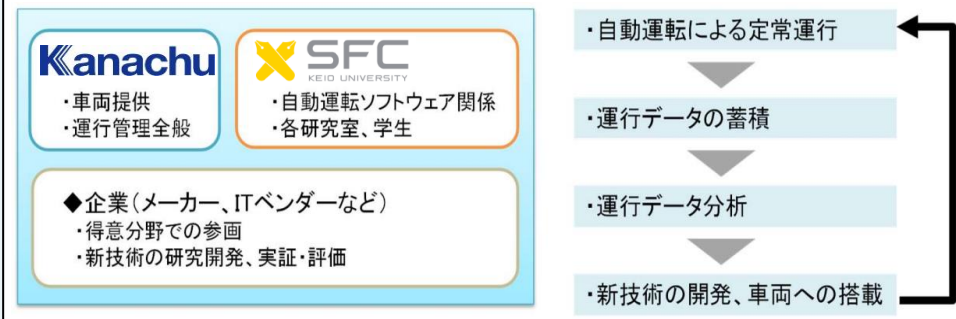 Kanachu
・車両提供
・運行管理全般
SFC
KEIO UNIVERSITY
・自動運転ソフトウェア関係
・各研究室、学生
◆企業(メーカー、ITベンダーなど)
・得意分野での参画
・新技術の研究開発、実証・評価
・自動運転による定常運行
・運行データの蓄積
・運行データ分析
・新技術の開発、車両への搭載